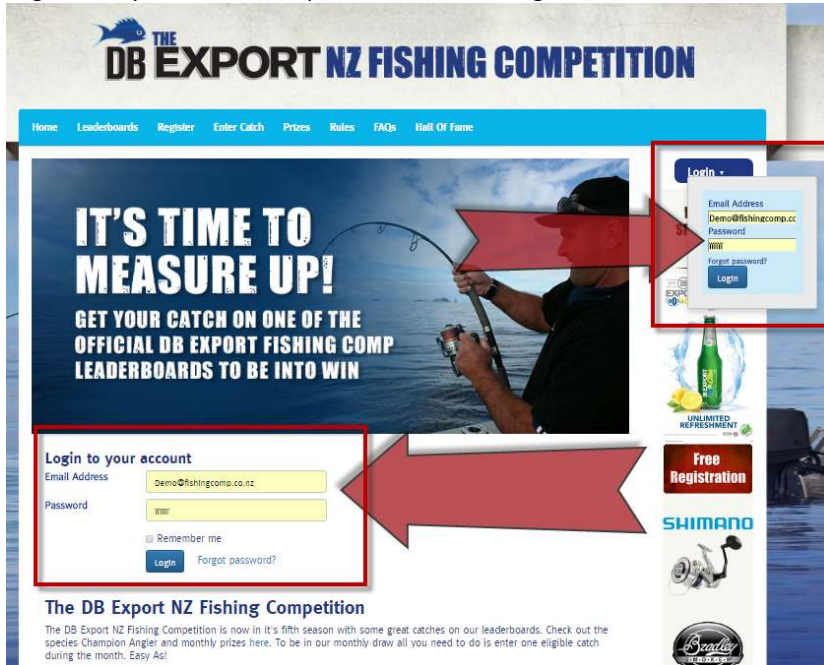 THE
DB EXPORT NZ FISHING COMPETITION
Home Leaderboards Register Enter Catch Prizes Rules FAQs Hall Of Fame
Login
Email Address
Demo@fishingcomp.cc
Password
Forgot password?
Login
IT'S TIME TO
MEASURE UP!
GET YOUR CATCH ON ONE OF THE
OFFICIAL DB EXPORT FISHING COMP
LEADERBOARDS TO BE INTO WIN
UNLIMITED
REFRESHMENT
Free
Registration
SHIMANO
Bradley
Login to your account
Email Address
Demo@fishingcomp.co.nz
Password
Remember me
Login Forgot password?
The DB Export NZ Fishing Competition
The DB Export NZ Fishing Competition is now in it's fifth season with some great catches on our leaderboards. Check out the
species Champion Angler and monthly prizes here. To be in our monthly draw all you need to do is enter one eligible catch
during the month. Easy As!